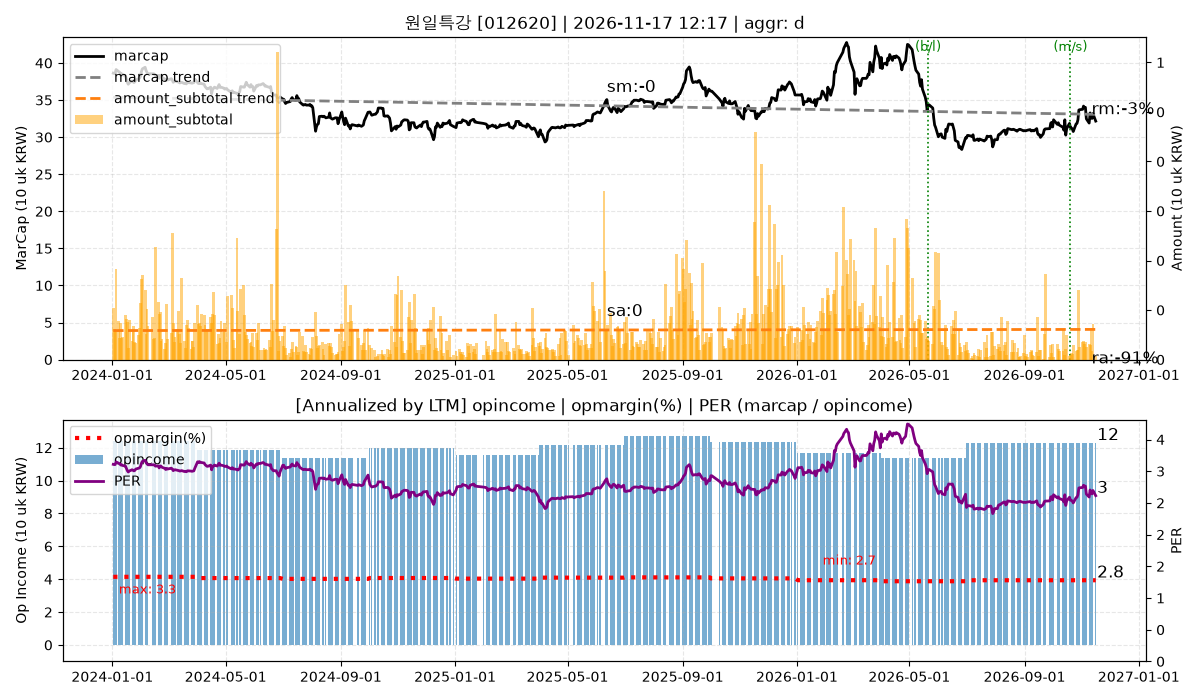 원일특강 [012620] | 2026-11-17 12:17 | aggr: d
(b/l)
(m/s)
marcap
marcap trend
amount_subtotal trend
amount_subtotal
sm:-0
rm:-3%
sa:0
ra:-91%
MarCap (10 uk KRW)
40
35
30
25
20
15
10
5
0
Amount (10 uk KRW)
1
0
0
0
0
0
0
2024-01-01
2024-05-01
2024-09-01
2025-01-01
2025-05-01
2025-09-01
2026-01-01
2026-05-01
2026-09-01
2027-01-01
[Annualized by LTM] opincome | opmargin(%) | PER (marcap / opincome)
opmargin(%)
opincome
PER
12
3
2.8
min: 2.7
max: 3.3
Op Income (10 uk KRW)
12
10
8
6
4
2
0
PER
4
3
3
2
2
1
1
0
0
2024-01-01
2024-05-01
2024-09-01
2025-01-01
2025-05-01
2025-09-01
2026-01-01
2026-05-01
2026-09-01
2027-01-01